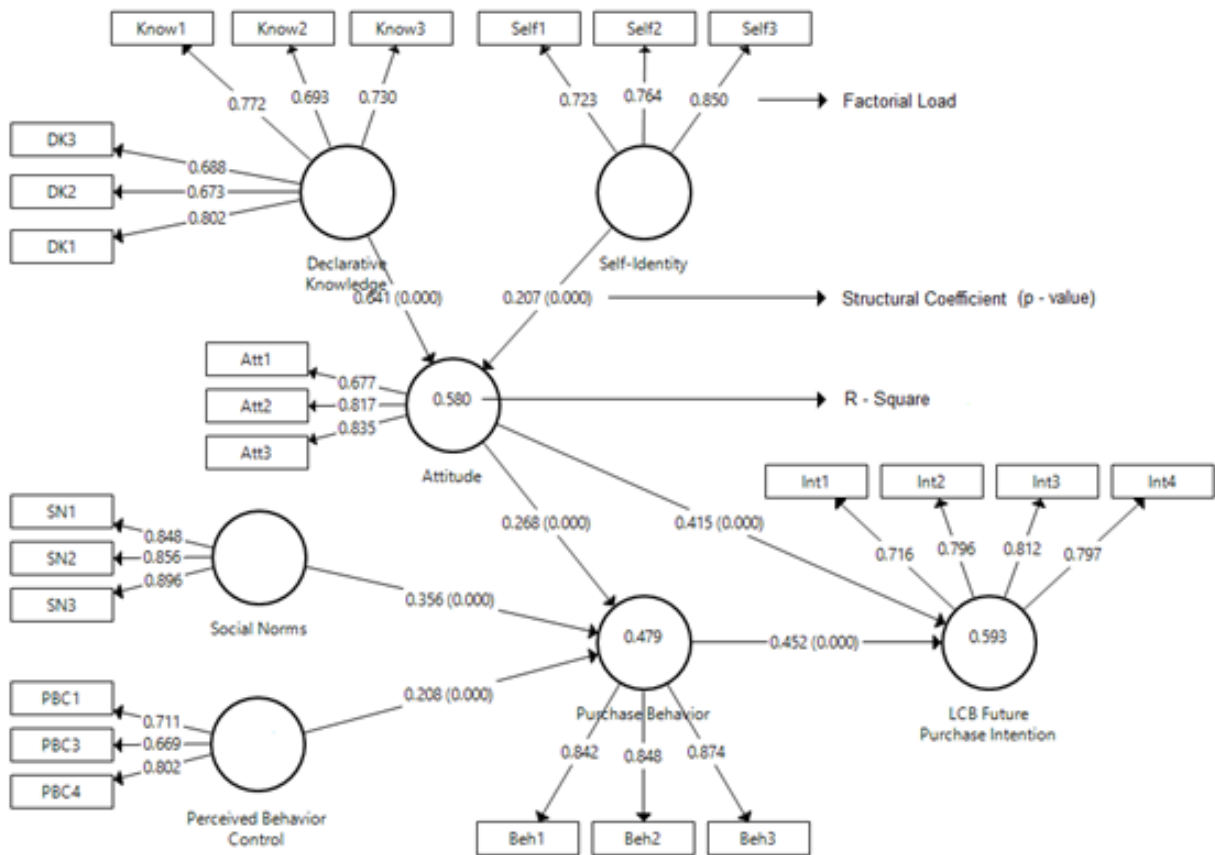 Know1
Know2
Know3
Self1
Self2
Self3
0.772
0.693
0.730
0.723
0.764
0.850
Factorial Load
DK3
DK2
DK1
0.688
0.673
0.802
Declarative
Knowledge
Self-Identity
0.641 (0.000)
0.207 (0.000)
Structural Coefficient (p - value)
Att1
Att2
Att3
0.677
0.817
0.835
0.580
R - Square
Attitude
Int1
Int2
Int3
Int4
SN1
SN2
SN3
0.848
0.856
0.896
0.268 (0.000)
0.415 (0.000)
0.716
0.796
0.812
0.797
Social Norms
0.356 (0.000)
0.479
0.452 (0.000)
0.593
PBC1
PBC3
PBC4
0.711
0.669
0.802
0.208 (0.000)
Purchase Behavior
LCB Future
Purchase Intention
0.842
0.848
0.874
Perceived Behavior
Control
Beh1
Beh2
Beh3